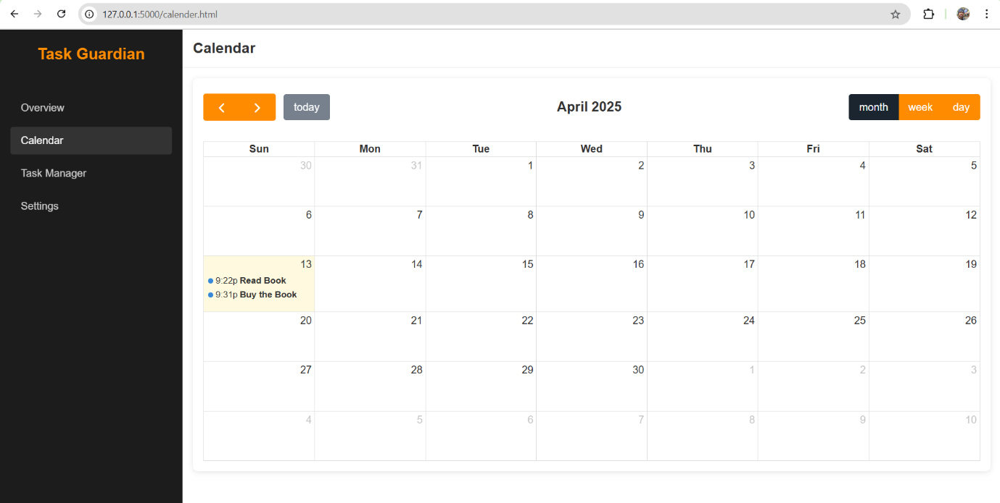 127.0.0.1:5000/calender.html
Task Guardian
Overview
Calendar
Task Manager
Settings
Calendar
today
April 2025
month week day
Sun Mon Tue Wed Thu Fri Sat
30 31 1 2 3 4 5
6 7 8 9 10 11 12
13 14 15 16 17 18 19
9:22p Read Book
9:31p Buy the Book
20 21 22 23 24 25 26
27 28 29 30 1 2 3
4 5 6 7 8 9 10